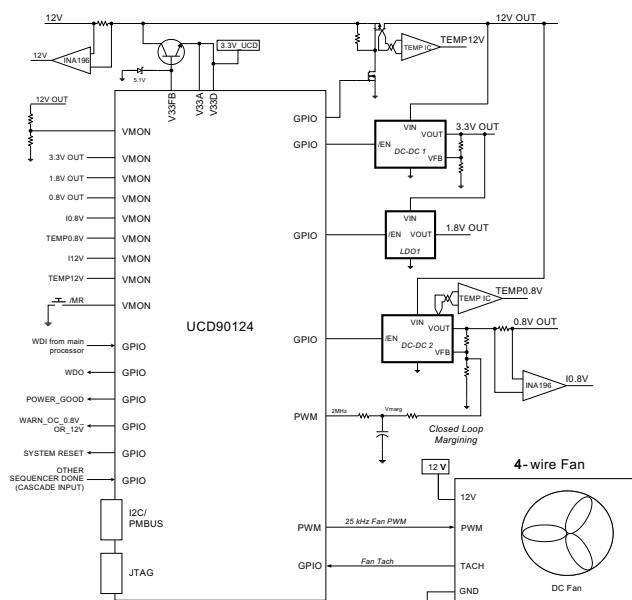 12V
12V OUT
3.3V_UCD
INA196
12V
TEMP IC
TEMP12V
5.1V
V33FB
V33A
V33D
12V OUT
VMON
GPIO
VIN
VOUT
3.3V OUT
3.3V OUT
VMON
GPIO
/EN
DC-DC 1
VFB
1.8V OUT
VMON
0.8V OUT
VMON
I0.8V
VMON
VIN
TEMP0.8V
VMON
GPIO
/EN
VOUT
1.8V OUT
LDO1
I12V
VMON
TEMP12V
VMON
TEMP0.8V
TEMP IC
/MR
VMON
UCD90124
VIN
VOUT
0.8V OUT
WDI from main
processor
GPIO
GPIO
/EN
DC-DC 2
VFB
WDO
GPIO
INA196
I0.8V
POWER_GOOD
GPIO
PWM
2MHz
Vmarg
WARN_OC_0.8V_
OR_12V
GPIO
Closed Loop
Margining
SYSTEM RESET
GPIO
4-wire Fan
OTHER
SEQUENCER DONE
(CASCADE INPUT)
GPIO
12 V
12V
I2C/
PMBUS
PWM
25 kHz Fan PWM
PWM
JTAG
GPIO
Fan Tach
TACH
DC Fan
GND